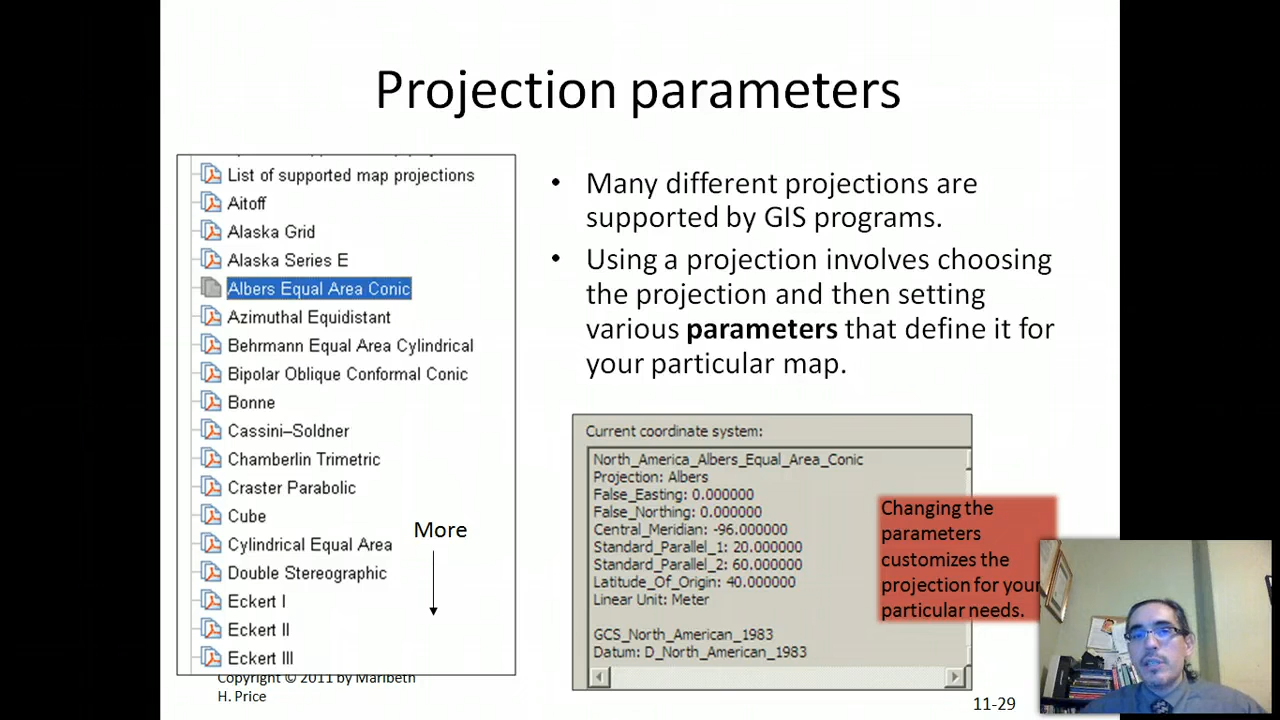 Projection parameters
List of supported map projections
Aitoff
Alaska Grid
Alaska Series E
Albers Equal Area Conic
Azimuthal Equidistant
Behrmann Equal Area Cylindrical
Bipolar Oblique Conformal Conic
Bonne
Cassini–Soldner
Chamberlin Trimetric
Craster Parabolic
Cube
Cylindrical Equal Area
Double Stereographic
Eckert I
Eckert II
Eckert III
More
• Many different projections are
supported by GIS programs.
• Using a projection involves choosing
the projection and then setting
various parameters that define it for
your particular map.
Current coordinate system:
North_America_Albers_Equal_Area_Conic
Projection: Albers
False_Easting: 0.000000
False_Northing: 0.000000
Central_Meridian: -96.000000
Standard_Parallel_1: 20.000000
Standard_Parallel_2: 60.000000
Latitude_Of_Origin: 40.000000
Linear Unit: Meter
GCS_North_American_1983
Datum: D_North_American_1983
Changing the
parameters
customizes the
projection for your
particular needs.
Copyright © 2011 by Maribeth
H. Price
11-29